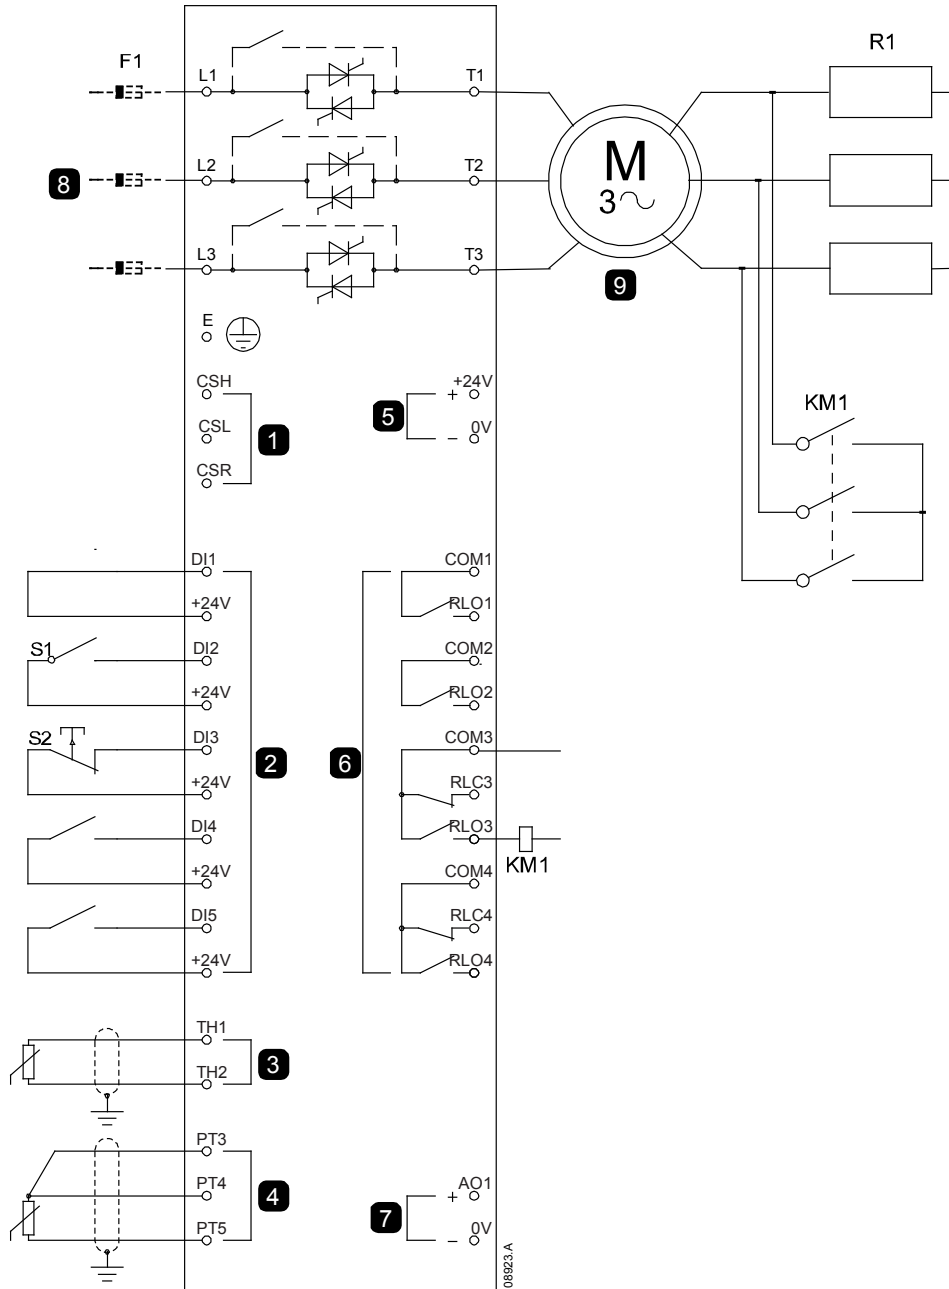 F1
R1
L1
T1
L2
T2
M
3
8
L3
T3
9
E
CSH
+24V
+
KM1
CSL
1
5
0V
−
CSR
DI1
COM1
+24V
RLO1
S1
DI2
COM2
+24V
RLO2
S2
DI3
COM3
2
6
+24V
RLC3
DI4
RLO3
KM1
+24V
COM4
DI5
RLC4
+24V
RLO4
TH1
3
TH2
PT3
PT4
4
AO1
+
7
PT5
0V
−
08923.A